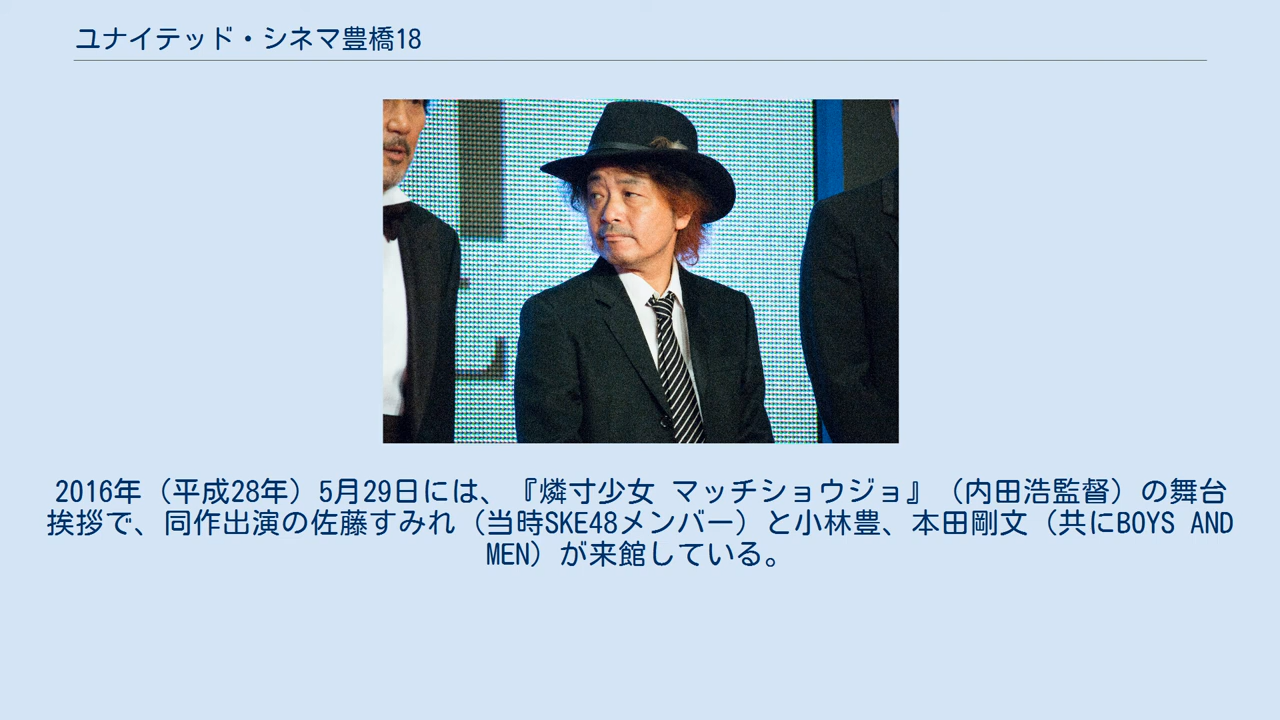 ユナイテッド・シネマ豊橋18
2016年（平成28年）5月29日には、『燐寸少女 マッチショウジョ』（内田浩監督）の舞台
挨拶で、同作出演の佐藤すみれ（当時SKE48メンバー）と小林豊、本田剛文（共にBOYS AND
MEN）が来館している。